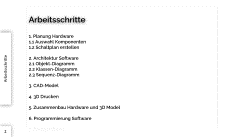 Arbeitsschritte
1. Planung Hardware
1.1 Auswahl Komponenten
1.2 Schaltplan erstellen
2. Architektur Software
2.1 Objekt-Diagramm
2.2 Klassen-Diagramm
2.3 Sequenz-Diagramm
3. CAD-Model
4. 3D Drucken
5. Zusammenbau Hardware und 3D Model
6. Programmierung Software
Arbeitsschritte
2